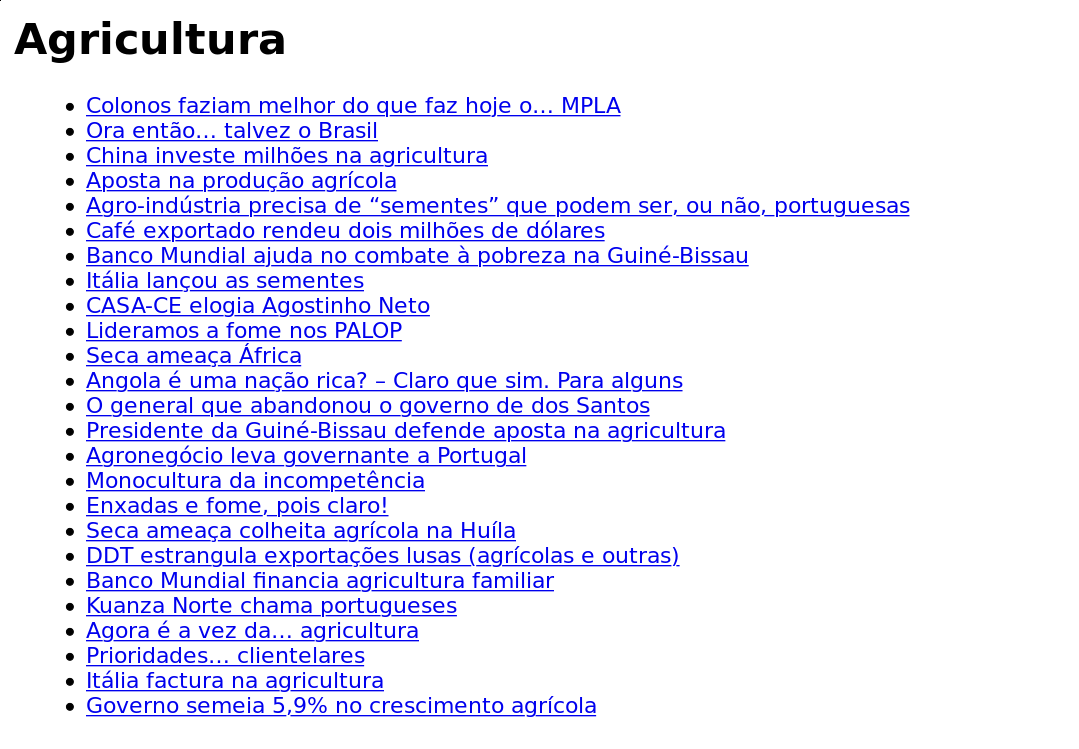 Agricultura
Colonos faziam melhor do que faz hoje o… MPLA
Ora então… talvez o Brasil
China investe milhões na agricultura
Aposta na produção agrícola
Agro-indústria precisa de “sementes” que podem ser, ou não, portuguesas
Café exportado rendeu dois milhões de dólares
Banco Mundial ajuda no combate à pobreza na Guiné-Bissau
Itália lançou as sementes
CASA-CE elogia Agostinho Neto
Lideramos a fome nos PALOP
Seca ameaça África
Angola é uma nação rica? – Claro que sim. Para alguns
O general que abandonou o governo de dos Santos
Presidente da Guiné-Bissau defende aposta na agricultura
Agronegócio leva governante a Portugal
Monocultura da incompetência
Enxadas e fome, pois claro!
Seca ameaça colheita agrícola na Huíla
DDT estrangula exportações lusas (agrícolas e outras)
Banco Mundial financia agricultura familiar
Kuanza Norte chama portugueses
Agora é a vez da… agricultura
Prioridades… clientelares
Itália factura na agricultura
Governo semeia 5,9% no crescimento agrícola